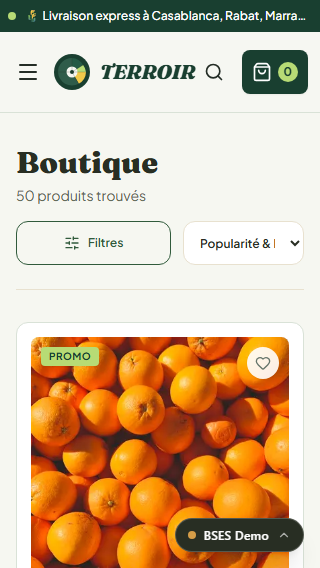 Livraison express à Casablanca, Rabat, Marra...
TERROIR
0
Boutique
50 produits trouvés
Filtres
Popularité &
PROMO
BSES Demo